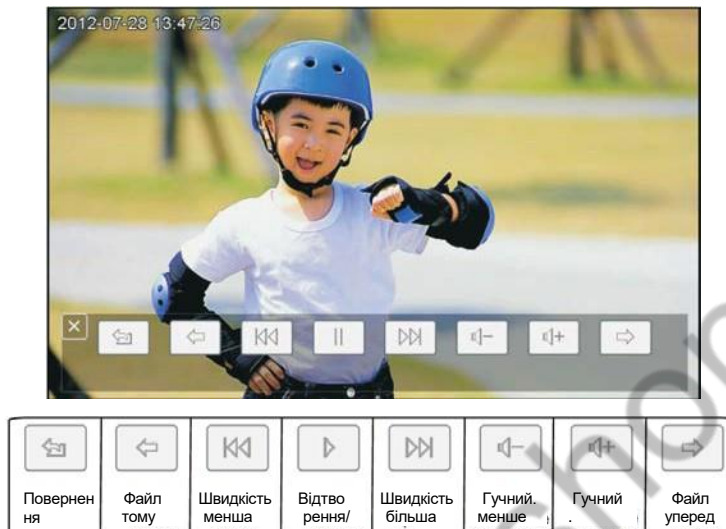 2012-07-28 13:47:26
Повернен
ня
Файл
тому
Швидкість
менша
Відтво
рення/
Швидкість
більша
Гучний.
менше
Гучний
Файл
уперед